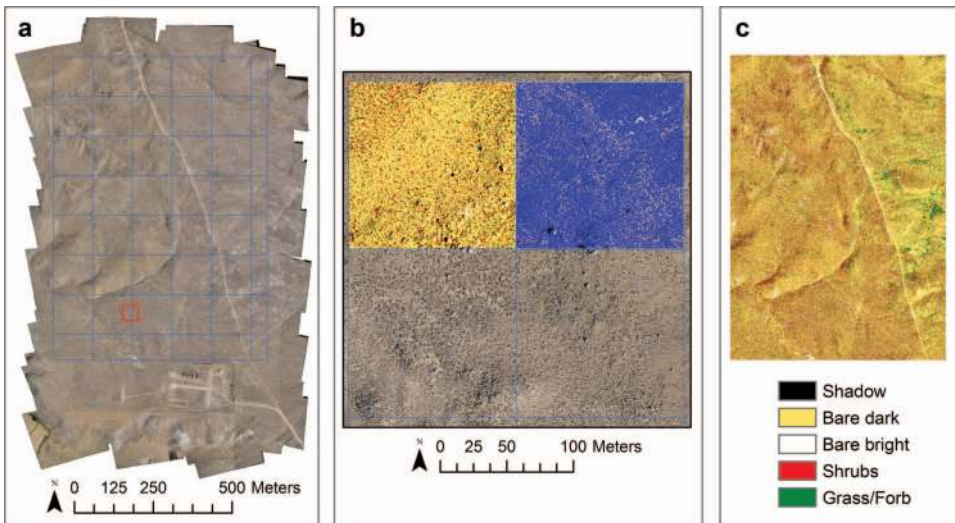 a
N
0 125 250 500 Meters
b
N
0 25 50 100 Meters
c
Shadow
Bare dark
Bare bright
Shrubs
Grass/Forb